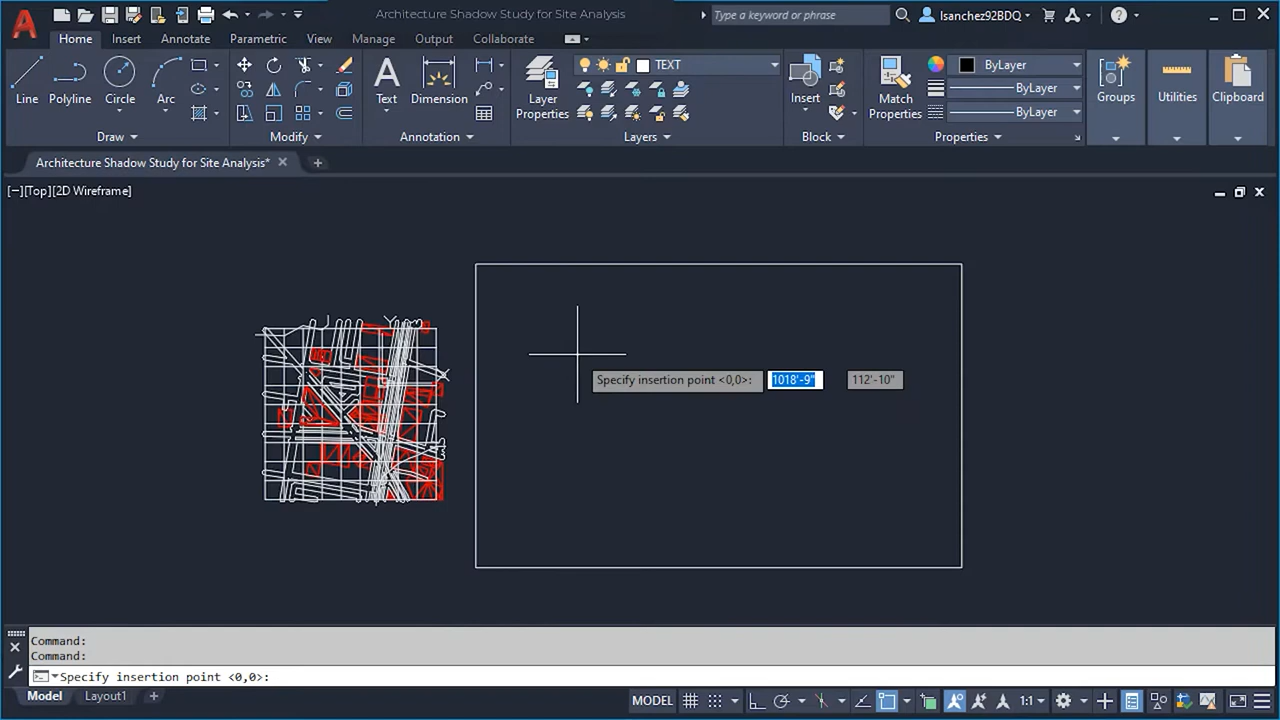 Architecture Shadow Study for Site Analysis
Type a keyword or phrase
lsanchez92BDQ
Home Insert Annotate Parametric View Manage Output Collaborate
Line Polyline Circle Arc
Draw
Modify
Text Dimension
Annotation
Layer Properties
TEXT
Layers
Insert
Block
Match Properties
ByLayer
ByLayer
ByLayer
Properties
Groups
Utilities
Clipboard
Architecture Shadow Study for Site Analysis*
[−][Top][2D Wireframe]
Specify insertion point <0,0>: 1018'-9" 112'-10"
Command:
Command:
Specify insertion point <0,0>:
Model Layout1
MODEL 1:1